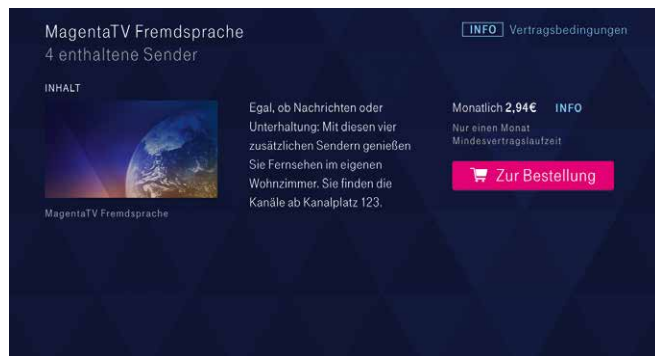 MagentaTV Fremdsprache
4 enthaltene Sender
INFO Vertragsbedingungen
INHALT
MagentaTV Fremdsprache
Egal, ob Nachrichten oder
Unterhaltung: Mit diesen vier
zusätzlichen Sendern genießen
Sie Fernsehen im eigenen
Wohnzimmer. Sie finden die
Kanäle ab Kanalplatz 123.
Monatlich 2,94€ INFO
Nur einen Monat
Mindesvertragslaufzeit
Zur Bestellung